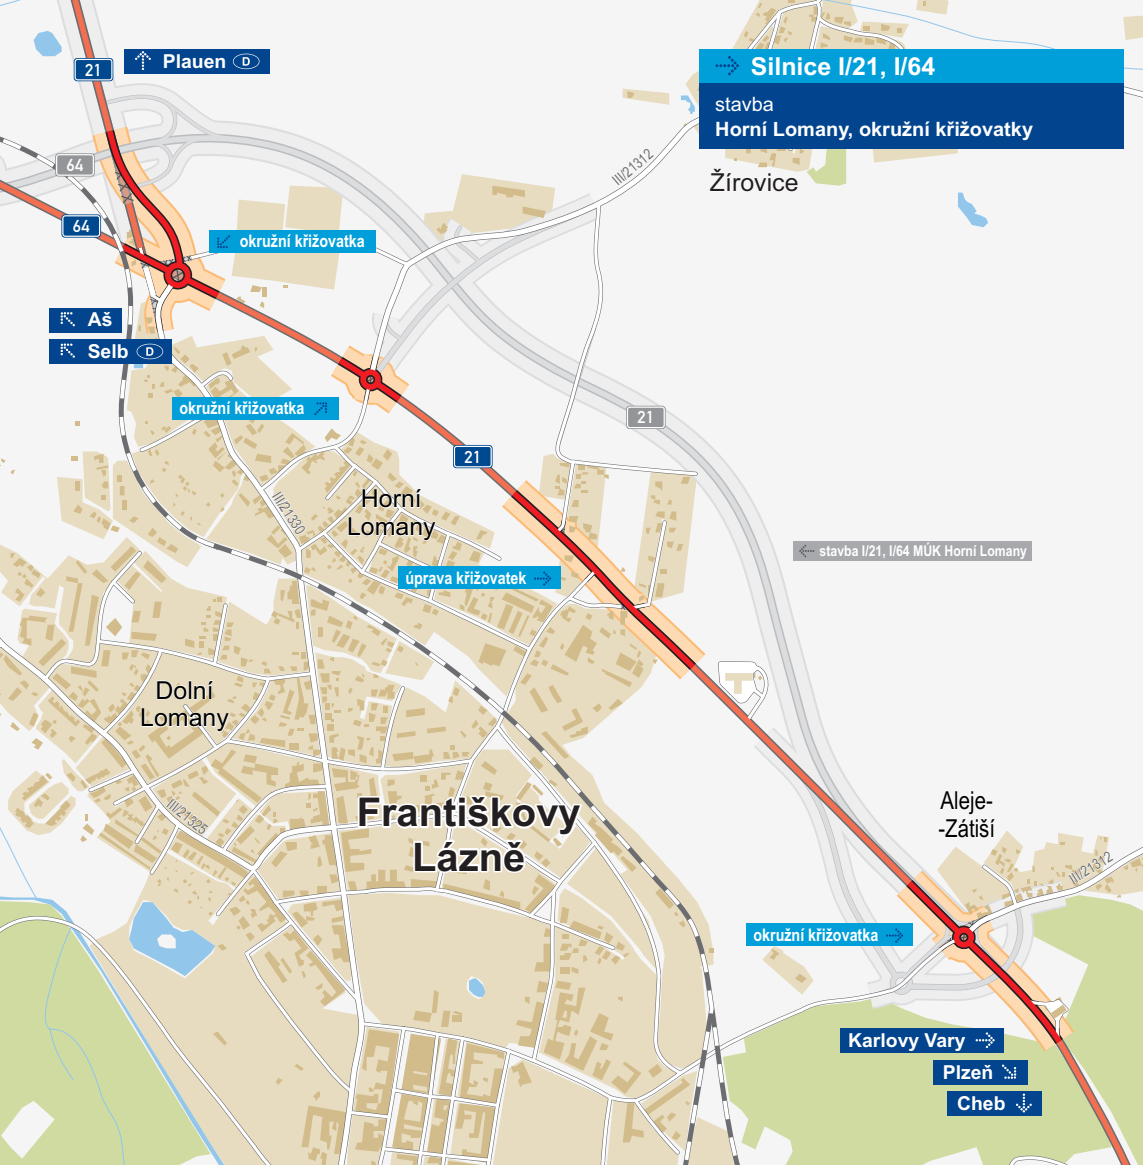 21
Plauen D
Silnice I/21, I/64
stavba
Horní Lomany, okružní křižovatky
64
III/21312
Žírovice
64
okružní křižovatka
Aš
Selb D
okružní křižovatka
21
21
Horní
Lomany
III/21330
stavba I/21, I/64 MÚK Horní Lomany
úprava křižovatek
Dolní
Lomany
III/21325
Františkovy
Lázně
Aleje-
-Zátiší
III/21312
okružní křižovatka
Karlovy Vary
Plzeň
Cheb